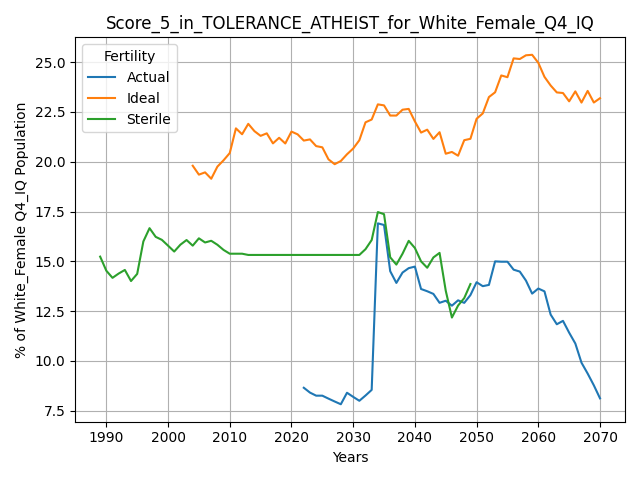 Score_5_in_TOLERANCE_ATHEIST_for_White_Female_Q4_IQ
Fertility
Actual
Ideal
Sterile
% of White_Female Q4_IQ Population
25.0
22.5
20.0
17.5
15.0
12.5
10.0
7.5
1990 2000 2010 2020 2030 2040 2050 2060 2070
Years